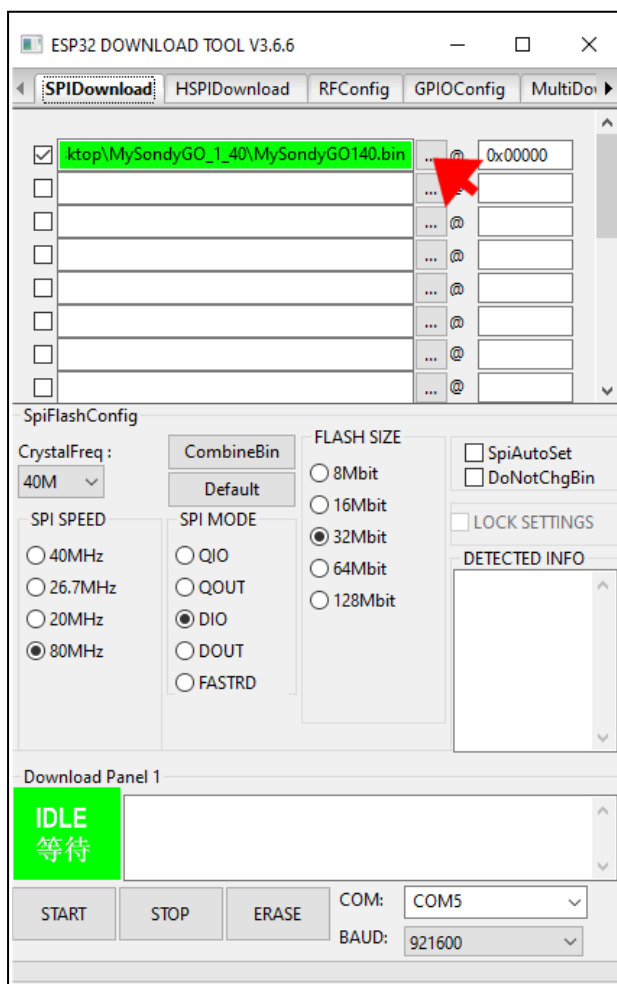 ESP32 DOWNLOAD TOOL V3.6.6
SPIDownload HSPIDownload RFConfig GPIOConfig MultiDo
:ktop\MySondyGO_1_40\MySondyGO140.bin ... @ 0x00000
... @
... @
... @
... @
... @
... @
... @
SpiFlashConfig
CrystalFreq :
40M
CombineBin
Default
SPI SPEED
40MHz
26.7MHz
20MHz
80MHz
SPI MODE
QIO
QOUT
DIO
DOUT
FASTRD
FLASH SIZE
8Mbit
16Mbit
32Mbit
64Mbit
128Mbit
SpiAutoSet
DoNotChgBin
LOCK SETTINGS
DETECTED INFO
Download Panel 1
IDLE
等待
START STOP ERASE
COM: COM5
BAUD: 921600